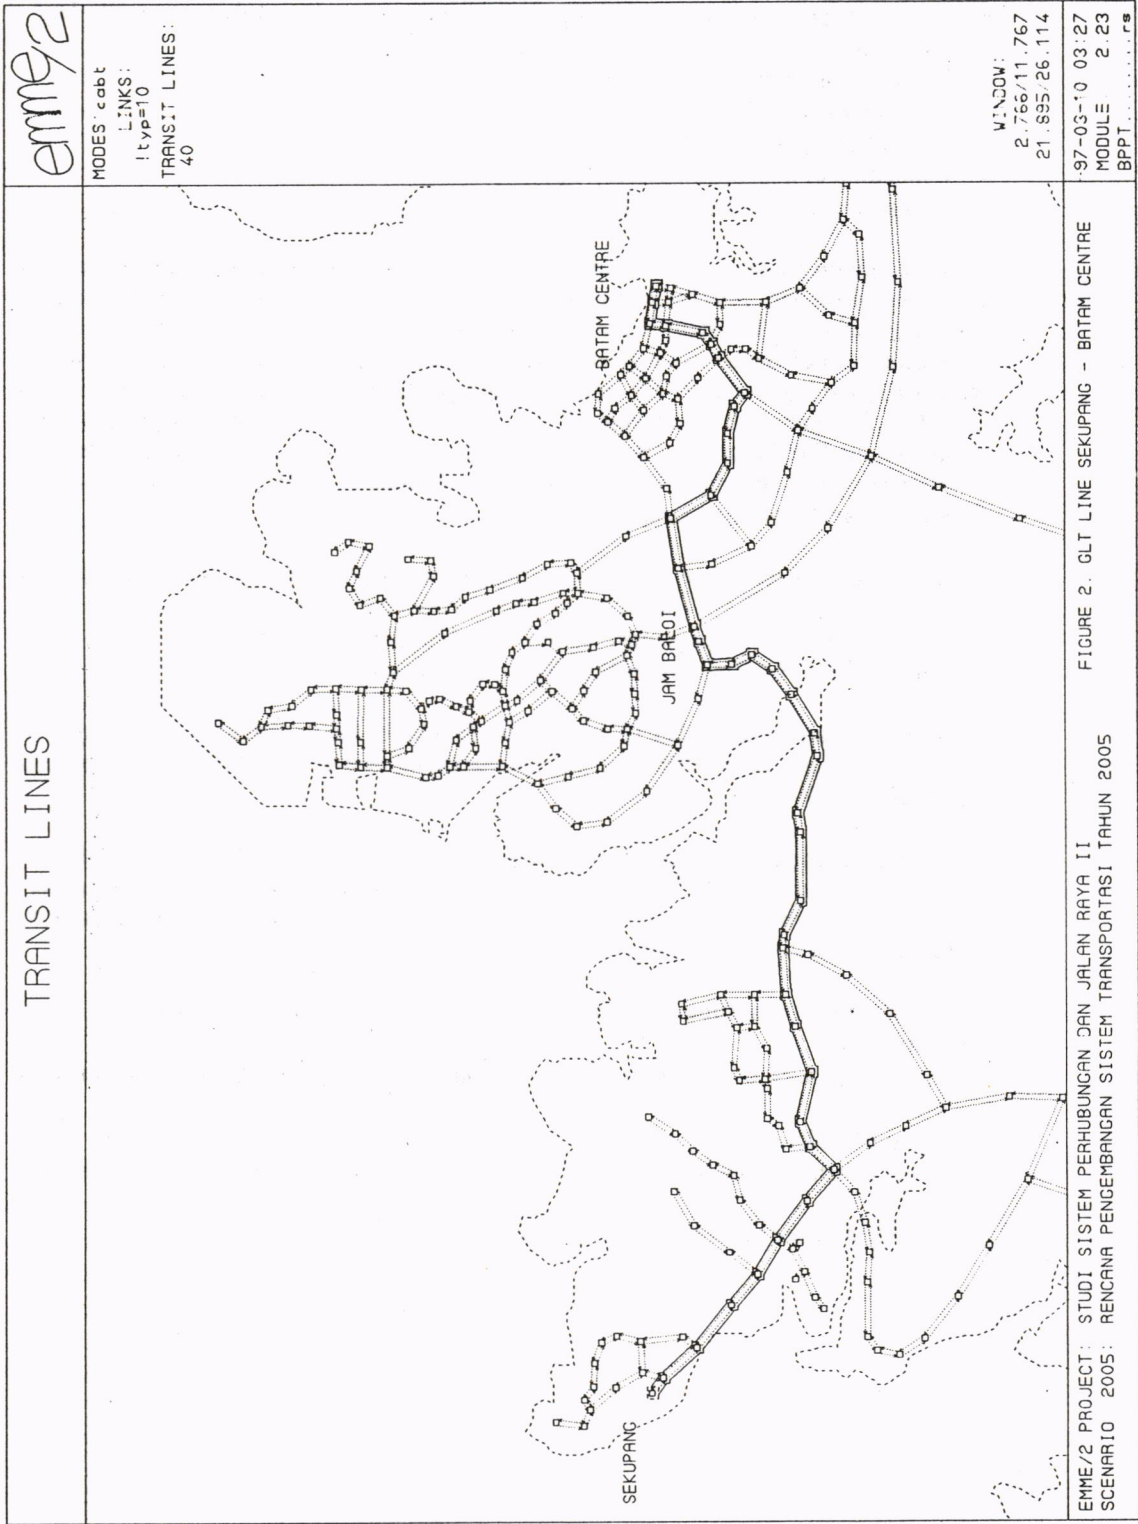 TRANSIT LINES
emme/2
MODES: cabt
LINKS:
!typ=10
TRANSIT LINES:
40
WINDOW:
2.766/11.767
21.895/26.114
BATAM CENTRE
JAM BALOI
SEKUPANG
EMME/2 PROJECT: STUDI SISTEM PERHUBUNGAN DAN JALAN RAYA II
SCENARIO 2005: RENCANA PENGEMBANGAN SISTEM TRANSPORTASI TAHUN 2005
FIGURE 2. GLT LINE SEKUPANG - BATAM CENTRE
97-03-10 03:27
MODULE 2.23
BPPT.......rs